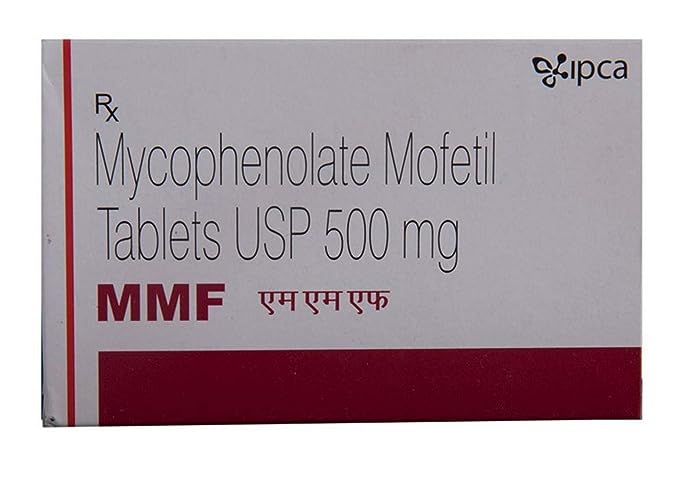 ipca
Rx
Mycophenolate Mofetil
Tablets USP 500 mg
MMF एम एम एफ